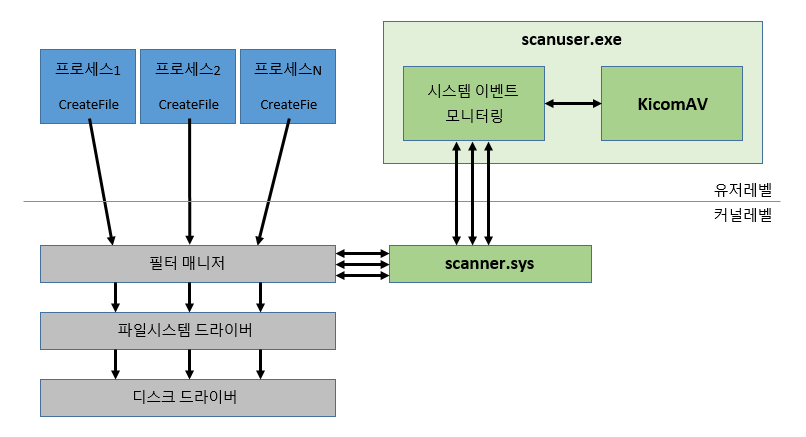 프로세스1
CreateFile
프로세스2
CreateFile
프로세스N
CreateFie
scanuser.exe
시스템 이벤트
모니터링
KicomAV
유저레벨
커널레벨
필터 매니저
scanner.sys
파일시스템 드라이버
디스크 드라이버